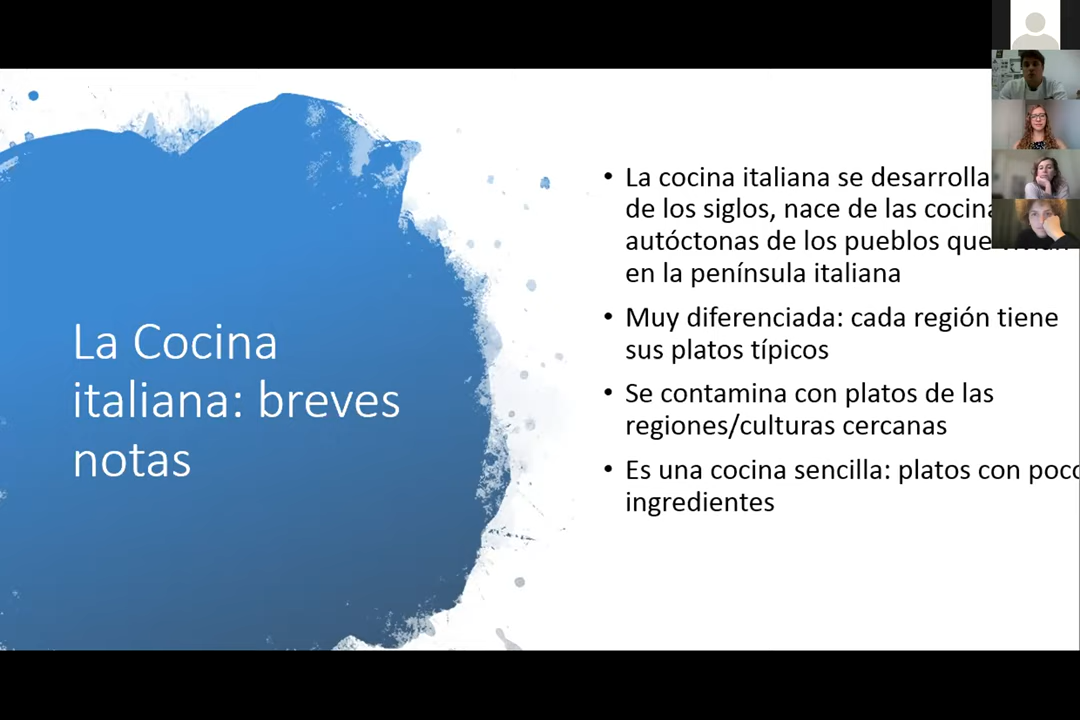 La Cocina
italiana: breves
notas
• La cocina italiana se desarrolla
de los siglos, nace de las
autóctonas de los pueblos que
en la península italiana
• Muy diferenciada: cada región tiene
sus platos típicos
• Se contamina con platos de las
regiones/culturas cercanas
• Es una cocina sencilla: platos con
ingredientes